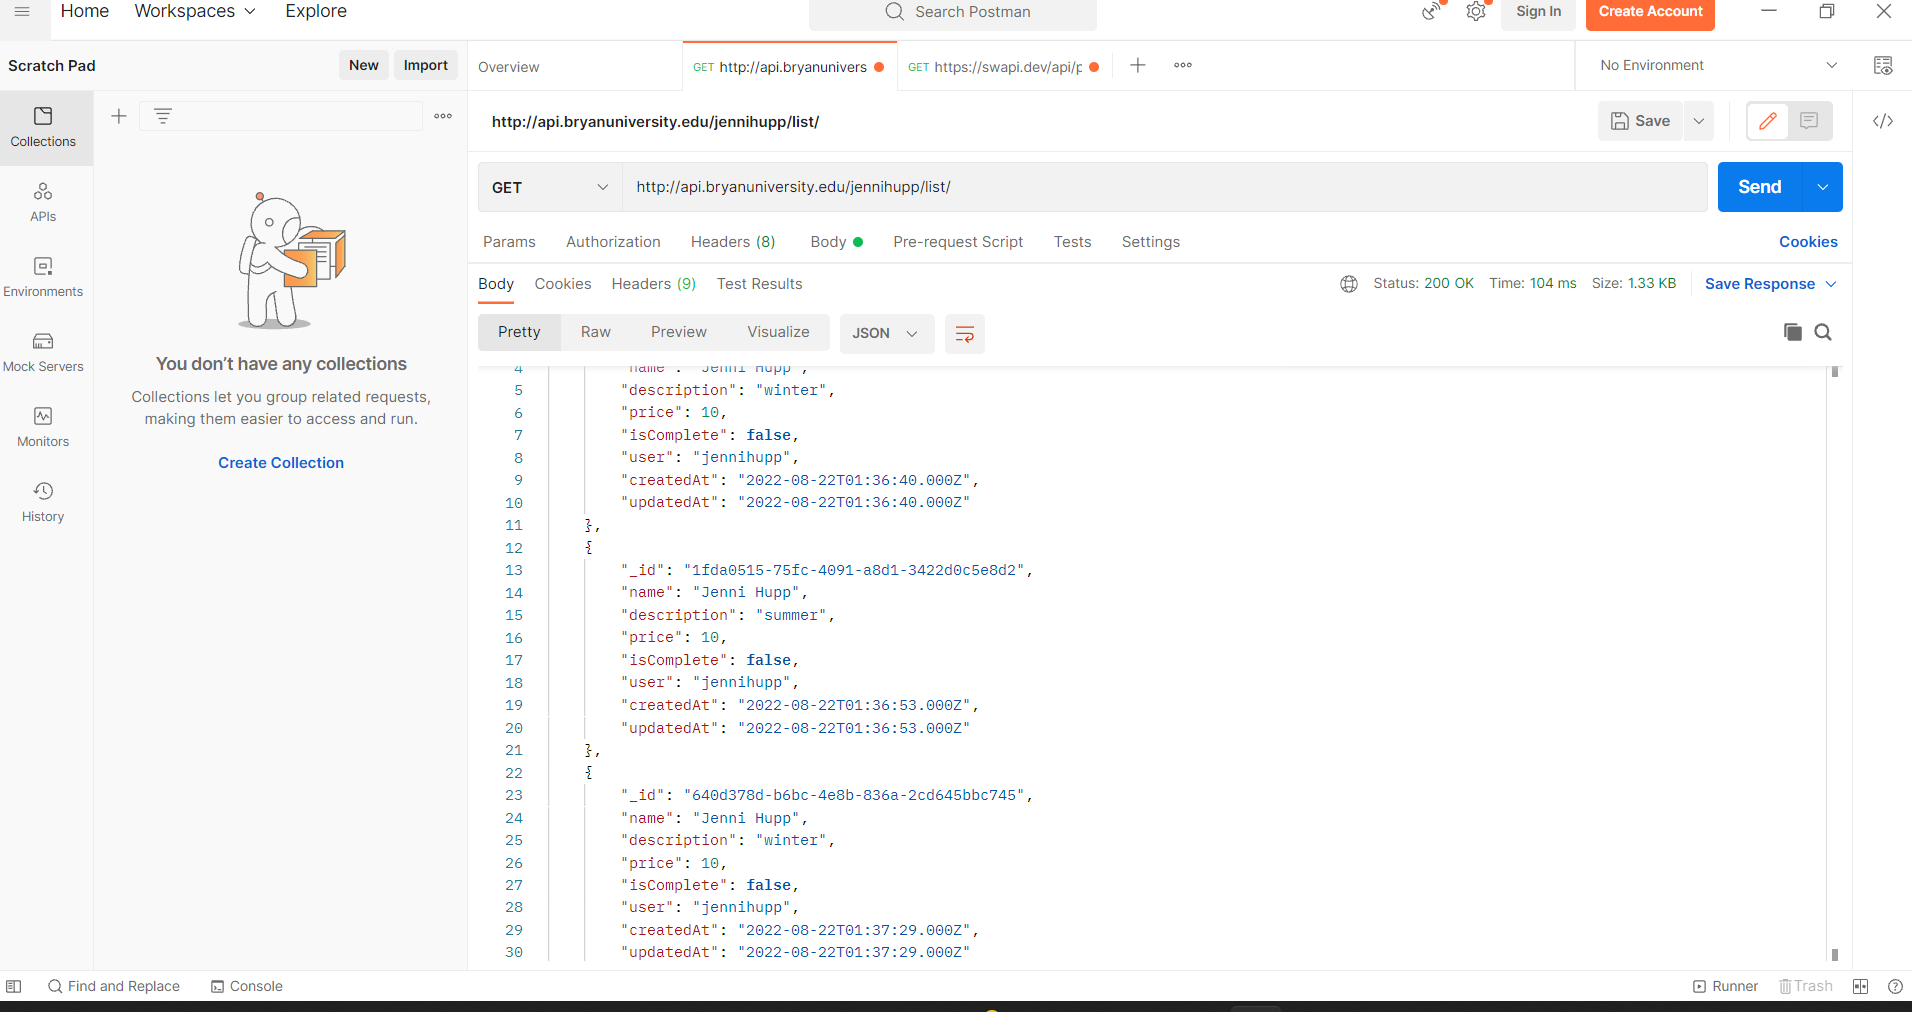 Home Workspaces Explore Search Postman Sign In Create Account
Scratch Pad New Import
Overview GET http://api.bryanunivers GET https://swapi.dev/api/p No Environment
Collections
APIs
Environments
Mock Servers
Monitors
History
You don’t have any collections
Collections let you group related requests,
making them easier to access and run.
Create Collection
http://api.bryanuniversity.edu/jennihupp/list/ Save
GET http://api.bryanuniversity.edu/jennihupp/list/ Send
Params Authorization Headers (8) Body Pre-request Script Tests Settings Cookies
Body Cookies Headers (9) Test Results Status: 200 OK Time: 104 ms Size: 1.33 KB Save Response
Pretty Raw Preview Visualize JSON
4 "name": "Jenni Hupp",
5 "description": "winter",
6 "price": 10,
7 "isComplete": false,
8 "user": "jennihupp",
9 "createdAt": "2022-08-22T01:36:40.000Z",
10 "updatedAt": "2022-08-22T01:36:40.000Z"
11 },
12 {
13 "_id": "1fda0515-75fc-4091-a8d1-3422d0c5e8d2",
14 "name": "Jenni Hupp",
15 "description": "summer",
16 "price": 10,
17 "isComplete": false,
18 "user": "jennihupp",
19 "createdAt": "2022-08-22T01:36:53.000Z",
20 "updatedAt": "2022-08-22T01:36:53.000Z"
21 },
22 {
23 "_id": "640d378d-b6bc-4e8b-836a-2cd645bbc745",
24 "name": "Jenni Hupp",
25 "description": "winter",
26 "price": 10,
27 "isComplete": false,
28 "user": "jennihupp",
29 "createdAt": "2022-08-22T01:37:29.000Z",
30 "updatedAt": "2022-08-22T01:37:29.000Z"
Find and Replace Console Runner Trash